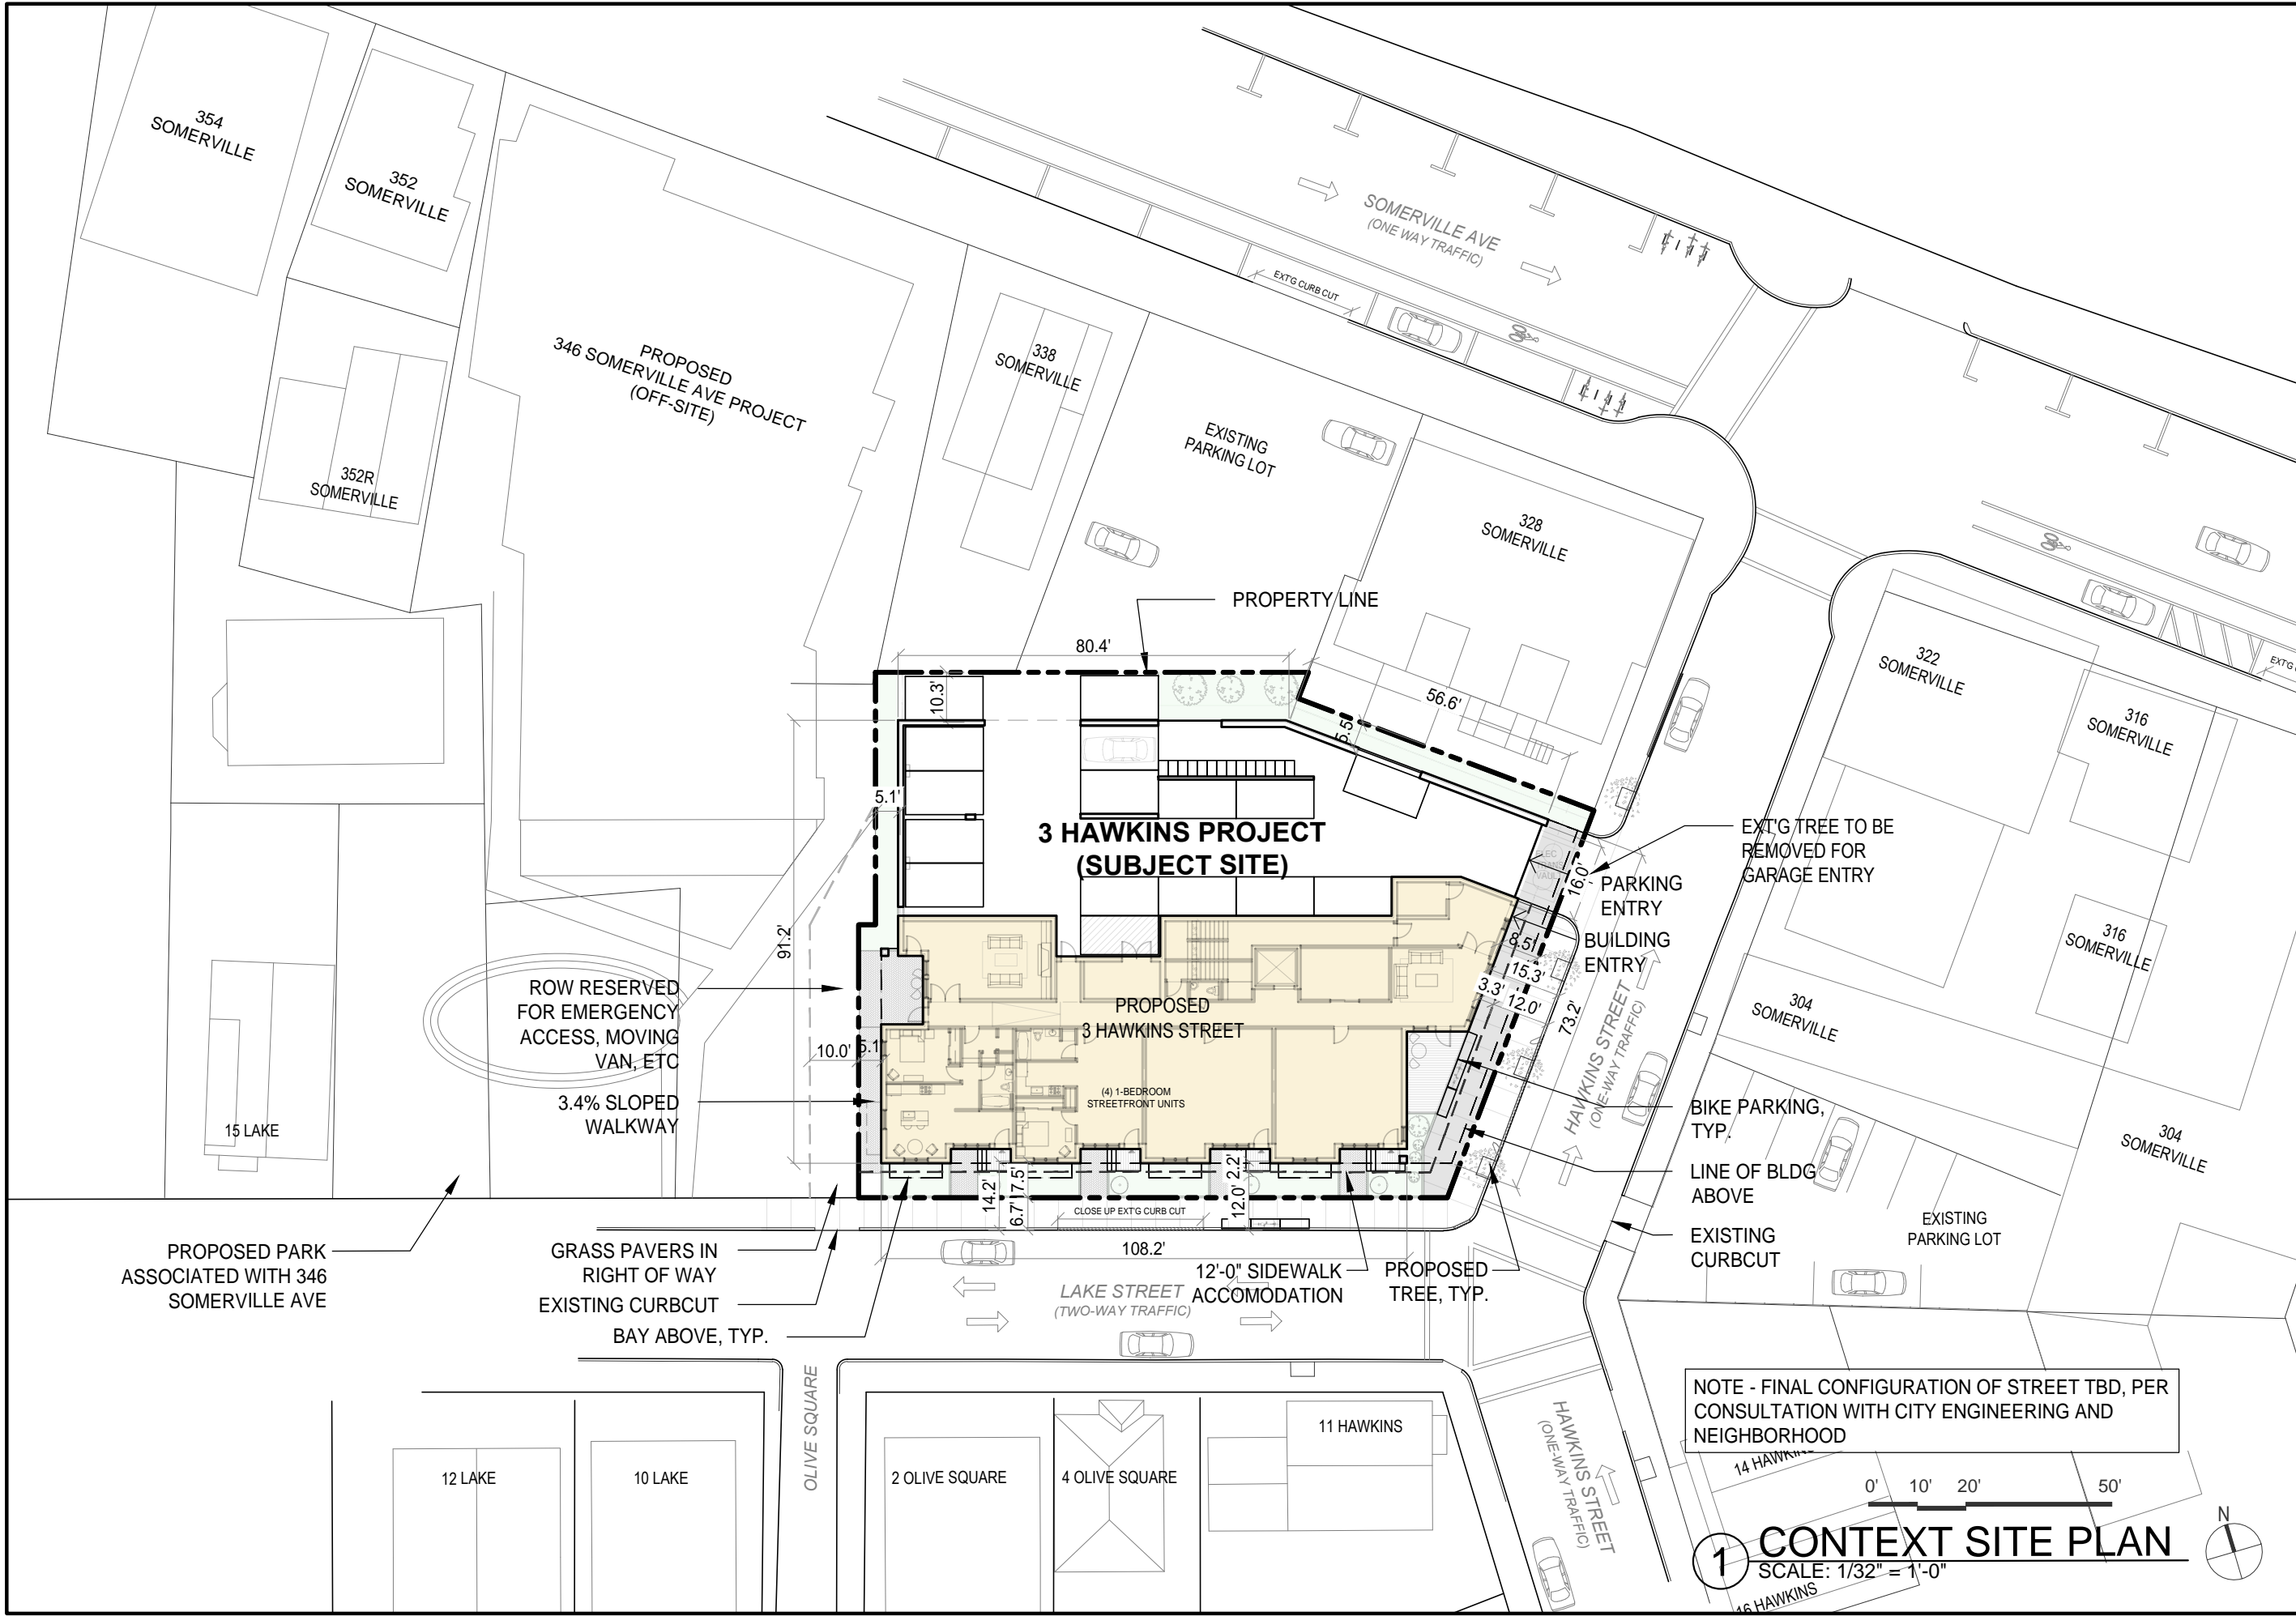 354
SOMERVILLE
352
SOMERVILLE
352R
SOMERVILLE
PROPOSED
346 SOMERVILLE AVE PROJECT
(OFF-SITE)
338
SOMERVILLE
EXISTING
PARKING LOT
SOMERVILLE AVE
(ONE WAY TRAFFIC)
EXT'G CURB CUT
328
SOMERVILLE
322
SOMERVILLE
316
SOMERVILLE
316
SOMERVILLE
304
SOMERVILLE
304
SOMERVILLE
EXT'G
PROPERTY LINE
80.4'
10.3'
56.6'
5.5'
5.1'
91.2'
3 HAWKINS PROJECT
(SUBJECT SITE)
EXT'G TREE TO BE
REMOVED FOR
GARAGE ENTRY
16.0'
PARKING
ENTRY
BUILDING
ENTRY
8.5'
15.3'
3.3'
12.0'
73.2'
HAWKINS STREET
(ONE-WAY TRAFFIC)
ROW RESERVED
FOR EMERGENCY
ACCESS, MOVING
VAN, ETC
10.0'
5.1'
3.4% SLOPED
WALKWAY
PROPOSED
3 HAWKINS STREET
(4) 1-BEDROOM
STREETFRONT UNITS
BIKE PARKING,
TYP.
LINE OF BLDG
ABOVE
EXISTING
CURBCUT
EXISTING
PARKING LOT
15 LAKE
14.2'
6.7'
7.5'
12.0'
2.2'
CLOSE UP EXT'G CURB CUT
108.2'
PROPOSED PARK
ASSOCIATED WITH 346
SOMERVILLE AVE
GRASS PAVERS IN
RIGHT OF WAY
EXISTING CURBCUT
BAY ABOVE, TYP.
LAKE STREET
(TWO-WAY TRAFFIC)
12'-0" SIDEWALK
ACCOMODATION
PROPOSED
TREE, TYP.
OLIVE SQUARE
12 LAKE
10 LAKE
2 OLIVE SQUARE
4 OLIVE SQUARE
11 HAWKINS
HAWKINS STREET
(ONE-WAY TRAFFIC)
NOTE - FINAL CONFIGURATION OF STREET TBD, PER
CONSULTATION WITH CITY ENGINEERING AND
NEIGHBORHOOD
14 HAWKINS
0' 10' 20' 50'
1 CONTEXT SITE PLAN
SCALE: 1/32" = 1'-0"
16 HAWKINS
N